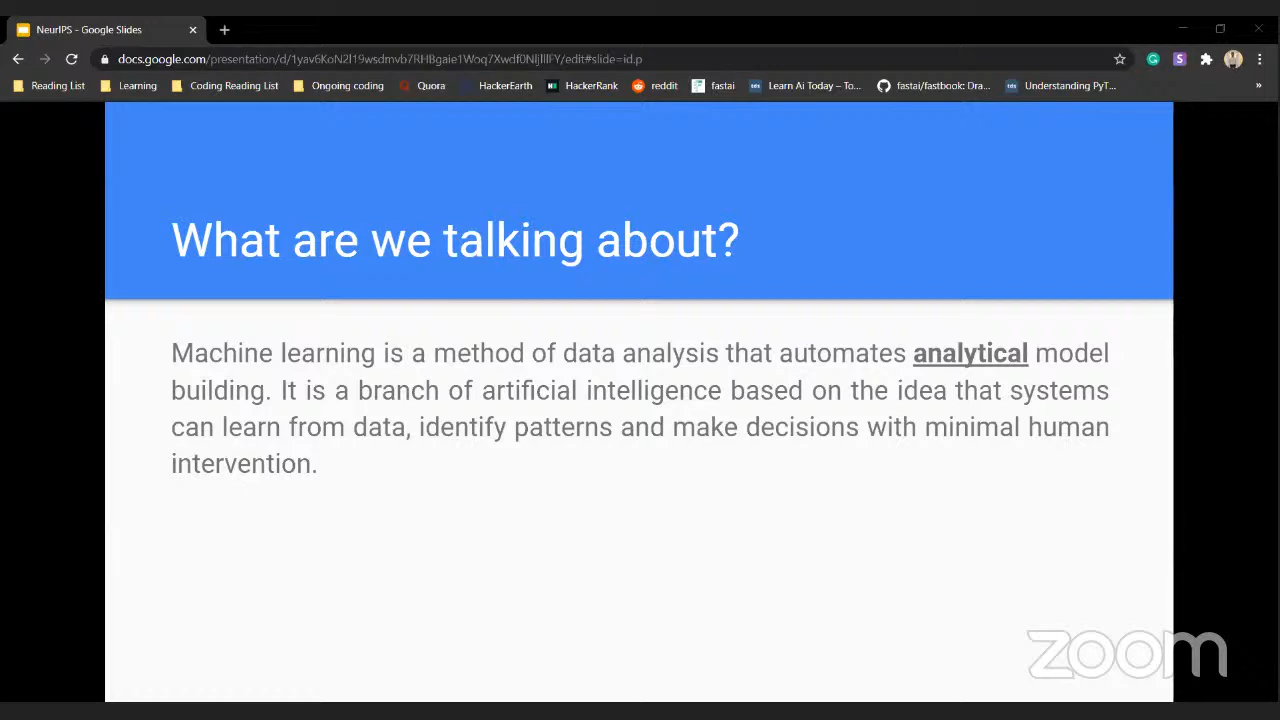 NeurIPS - Google Slides
docs.google.com/presentation/d/1yav6KoN2l19wsdmvb7RHBgaie1Woq7Xwdf0NljlllFY/edit#slide=id.p
Reading List Learning Coding Reading List Ongoing coding Quora HackerEarth HackerRank reddit fastai Learn Ai Today – To... fastai/fastbook: Dra... Understanding PyT... »
What are we talking about?
Machine learning is a method of data analysis that automates analytical model
building. It is a branch of artificial intelligence based on the idea that systems
can learn from data, identify patterns and make decisions with minimal human
intervention.
zoom